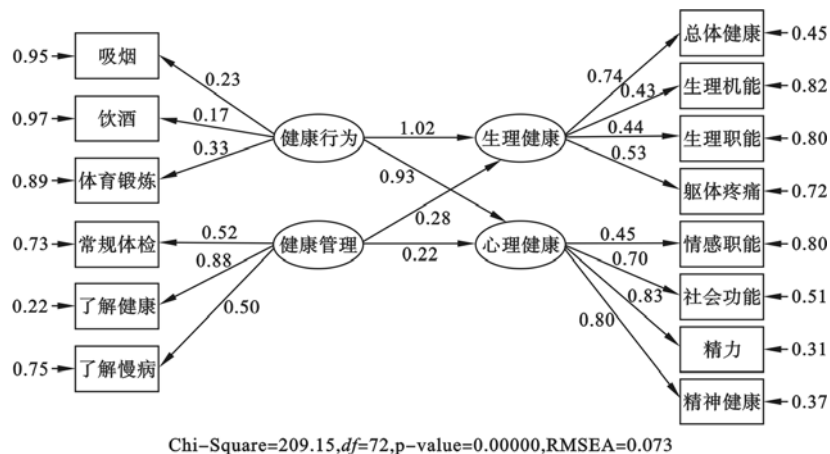 0.95 吸烟 总体健康 0.45
0.23 0.74
0.97 饮酒 0.17 0.43 生理机能 0.82
健康行为 1.02 生理健康 0.44 生理职能 0.80
0.33 0.53
0.89 体育锻炼 0.93 躯体疼痛 0.72
0.28
0.73 常规体检 0.52 健康管理 0.22 心理健康 0.45 情感职能 0.80
0.88 0.70
0.22 了解健康 0.83 社会功能 0.51
0.50 0.80
0.75 了解慢病 精力 0.31
精神健康 0.37
Chi-Square=209.15,df=72,p-value=0.00000,RMSEA=0.073